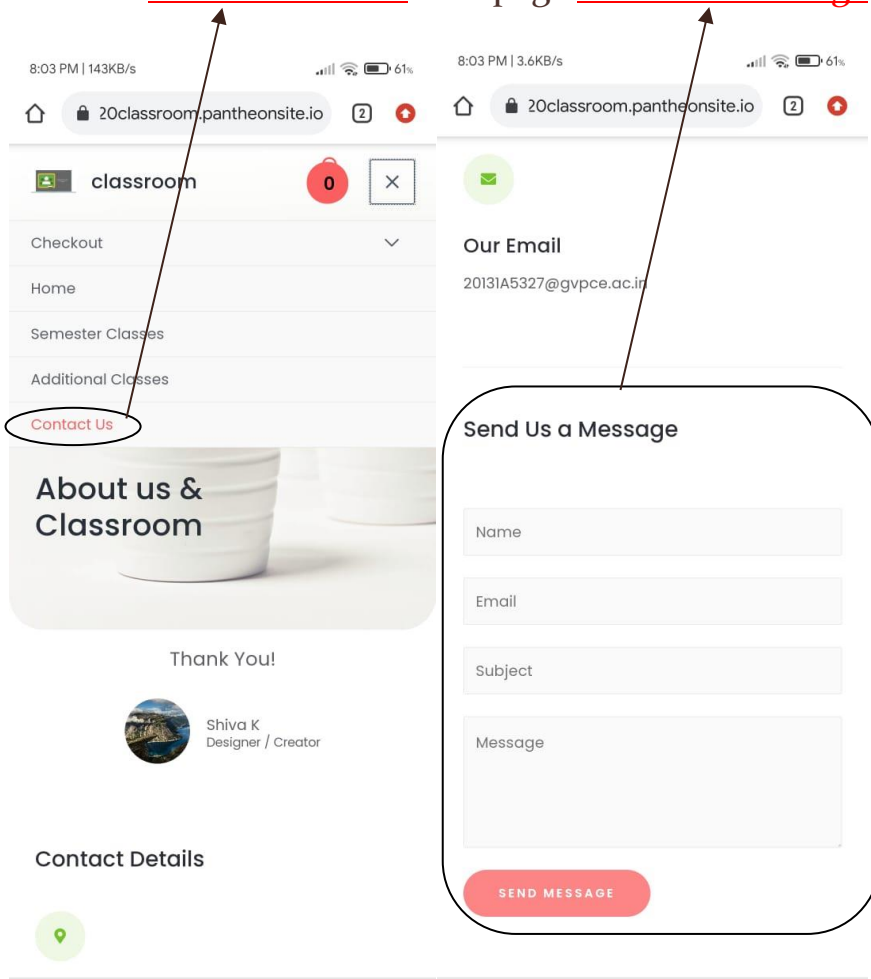 8:03 PM | 143KB/s
61%
20classroom.pantheonsite.io
2
classroom
0
Checkout
Home
Semester Classes
Additional Classes
Contact Us
About us &
Classroom
Thank You!
Shiva K
Designer / Creator
Contact Details
8:03 PM | 3.6KB/s
61%
20classroom.pantheonsite.io
2
Our Email
20131A5327@gvpce.ac.in
Send Us a Message
Name
Email
Subject
Message
SEND MESSAGE